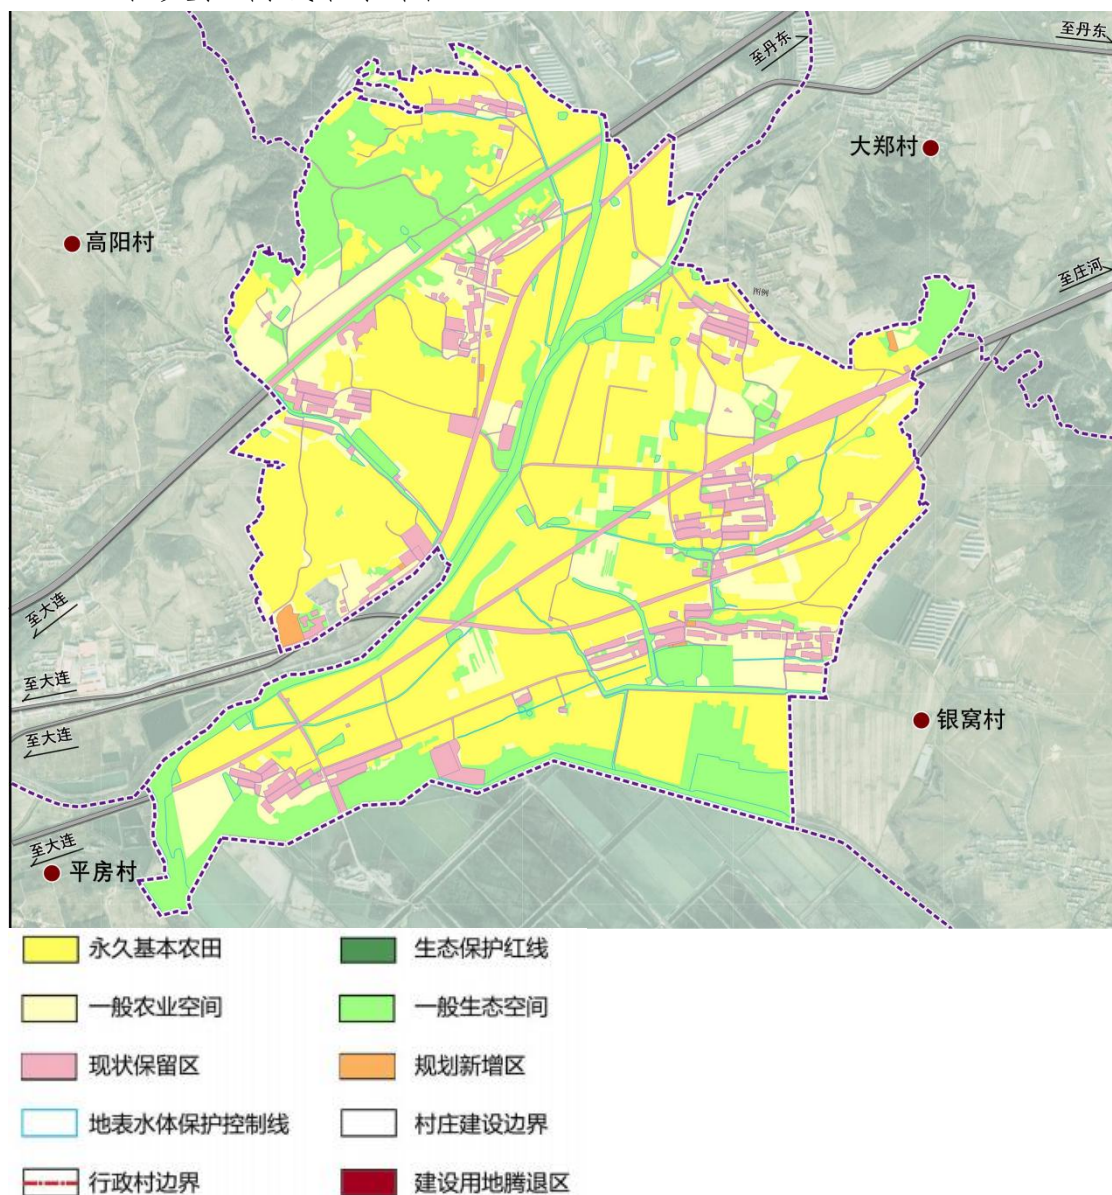 至丹东
至丹东
大郑村
高阳村
至庄河
图例
至大连
至大连
至大连
银窝村
至大连
平房村
永久基本农田
生态保护红线
一般农业空间
一般生态空间
现状保留区
规划新增区
地表水体保护控制线
村庄建设边界
行政村边界
建设用地腾退区